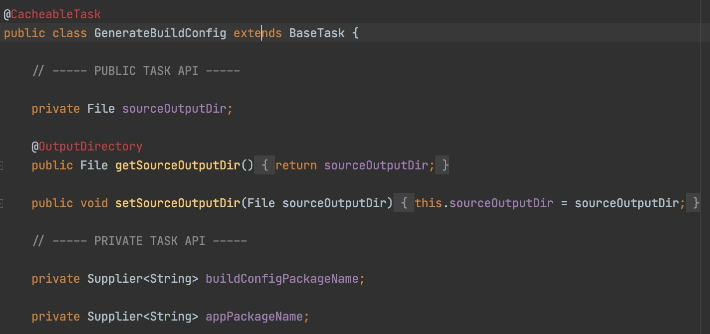 @CacheableTask
public class GenerateBuildConfig extends BaseTask {
// ----- PUBLIC TASK API -----
private File sourceOutputDir;
@OutputDirectory
public File getSourceOutputDir() { return sourceOutputDir; }
public void setSourceOutputDir(File sourceOutputDir) { this.sourceOutputDir = sourceOutputDir; }
// ----- PRIVATE TASK API -----
private Supplier<String> buildConfigPackageName;
private Supplier<String> appPackageName;